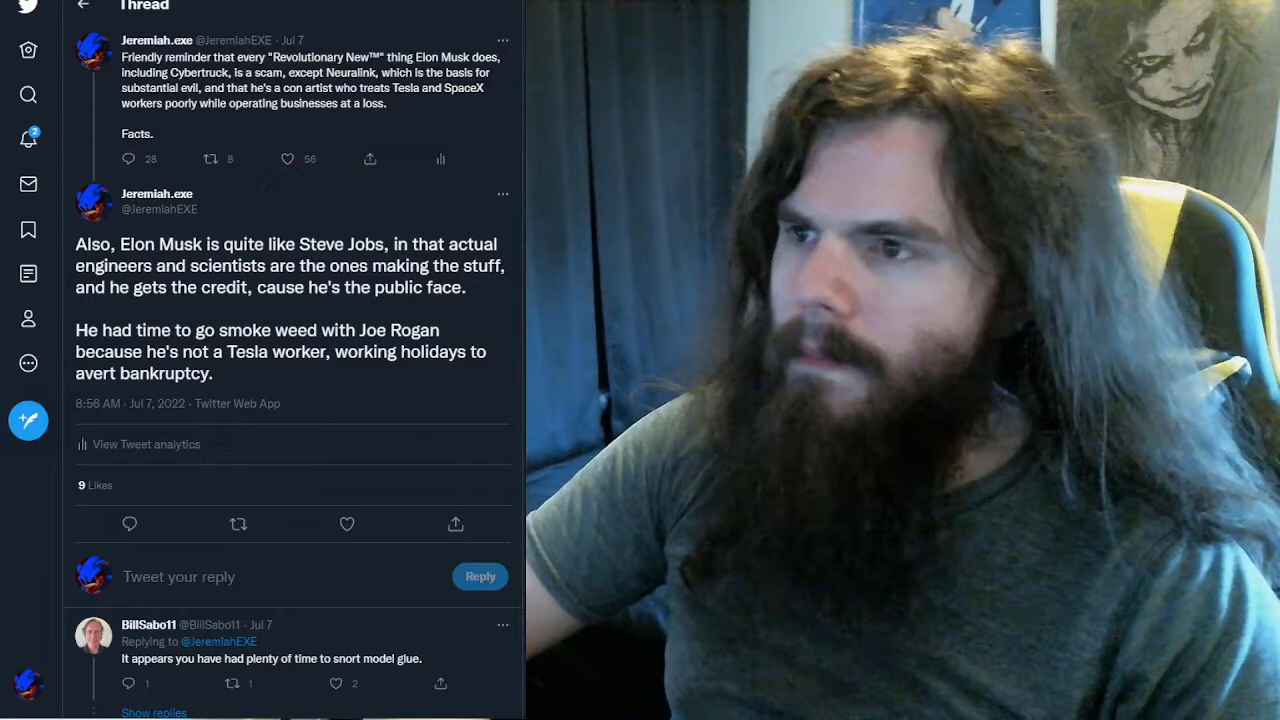 Thread
Jeremiah.exe @JeremIahEXE · Jul 7
Friendly reminder that every "Revolutionary New™" thing Elon Musk does,
including Cybertruck, is a scam, except Neuralink, which is the basis for
substantial evil, and that he's a con artist who treats Tesla and SpaceX
workers poorly while operating businesses at a loss.
Facts.
28 8 56
2
Jeremiah.exe
@JeremIahEXE
Also, Elon Musk is quite like Steve Jobs, in that actual
engineers and scientists are the ones making the stuff,
and he gets the credit, cause he's the public face.
He had time to go smoke weed with Joe Rogan
because he's not a Tesla worker, working holidays to
avert bankruptcy.
8:56 AM · Jul 7, 2022 · Twitter Web App
View Tweet analytics
9 Likes
Tweet your reply
Reply
BillSabo11 @BillSabo11 · Jul 7
Replying to @JeremIahEXE
It appears you have had plenty of time to snort model glue.
1 1 2
Show replies